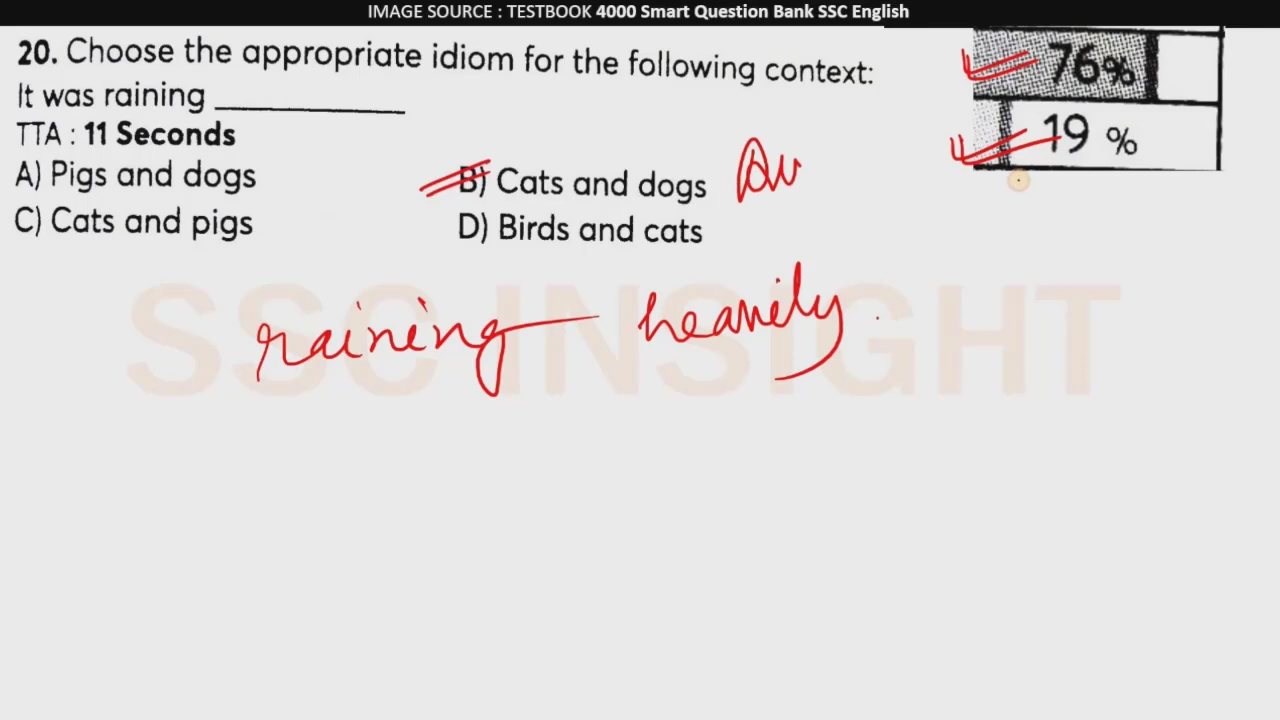 IMAGE SOURCE : TESTBOOK 4000 Smart Question Bank SSC English
20. Choose the appropriate idiom for the following context:
It was raining ____________
TTA : 11 Seconds
A) Pigs and dogs
B) Cats and dogs
C) Cats and pigs
D) Birds and cats
76%
19 %
raining heavily.
SSC INSIGHT